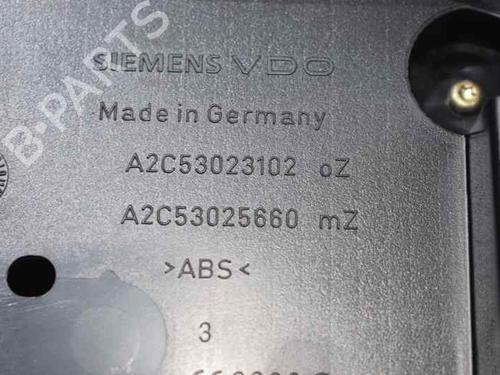 SIEMENS VDO
Made in Germany
A2C53023102 oZ
A2C53025660 mZ
>ABS<
3
B-PARTS